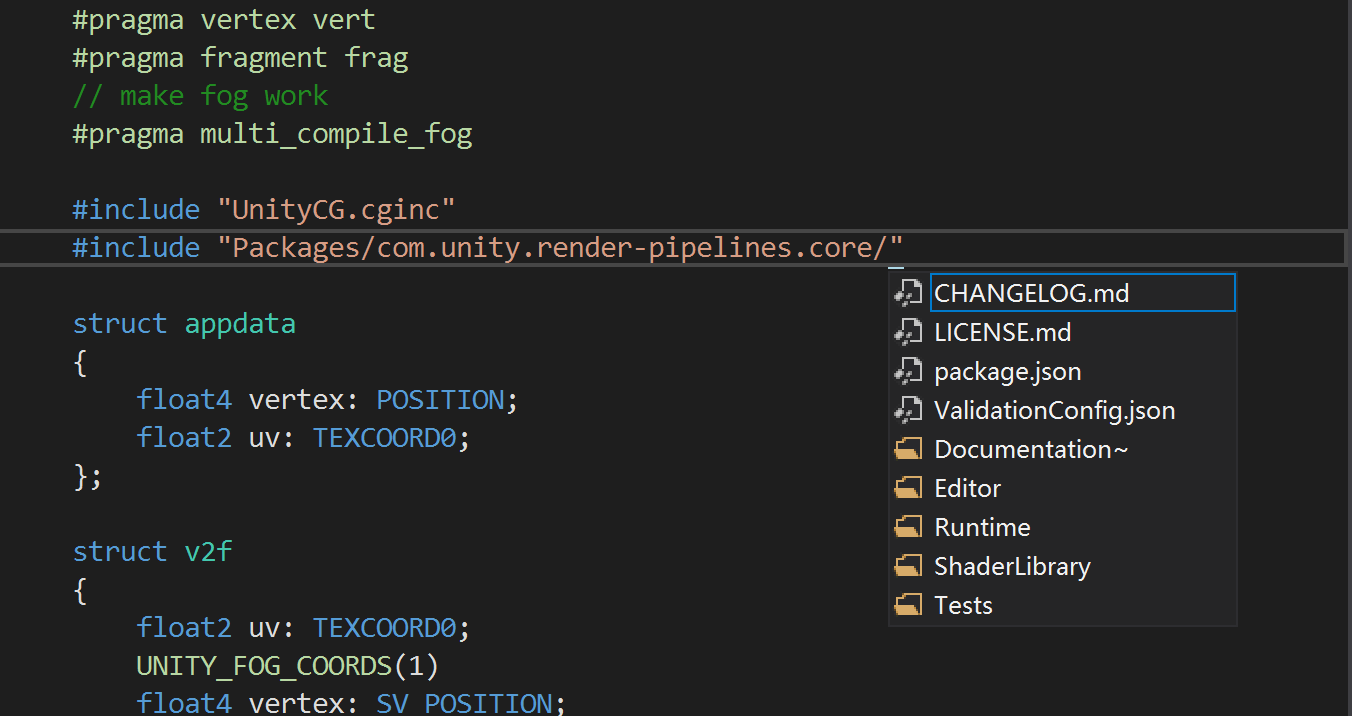 #pragma vertex vert
#pragma fragment frag
// make fog work
#pragma multi_compile_fog
#include "UnityCG.cginc"
#include "Packages/com.unity.render-pipelines.core/"
CHANGELOG.md
LICENSE.md
package.json
ValidationConfig.json
Documentation~
Editor
Runtime
ShaderLibrary
Tests
struct appdata
{
float4 vertex: POSITION;
float2 uv: TEXCOORD0;
};
struct v2f
{
float2 uv: TEXCOORD0;
UNITY_FOG_COORDS(1)
float4 vertex: SV_POSITION;